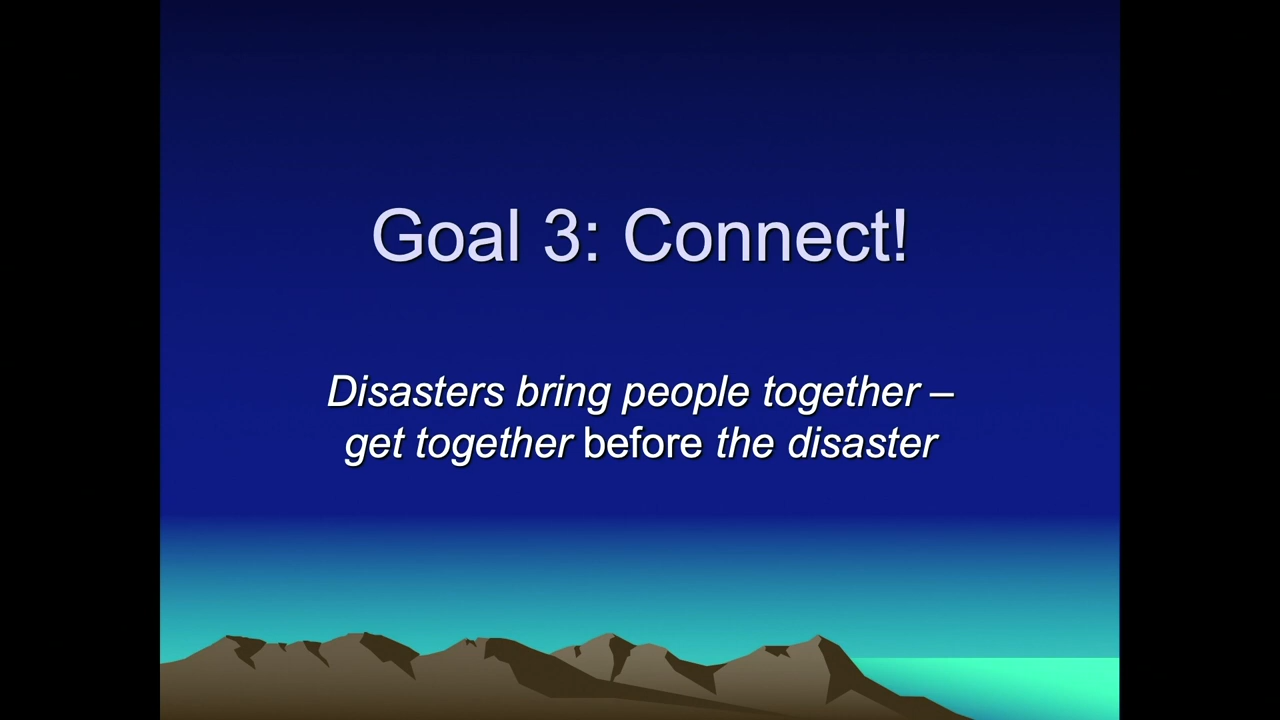 Goal 3: Connect!
Disasters bring people together –
get together before the disaster